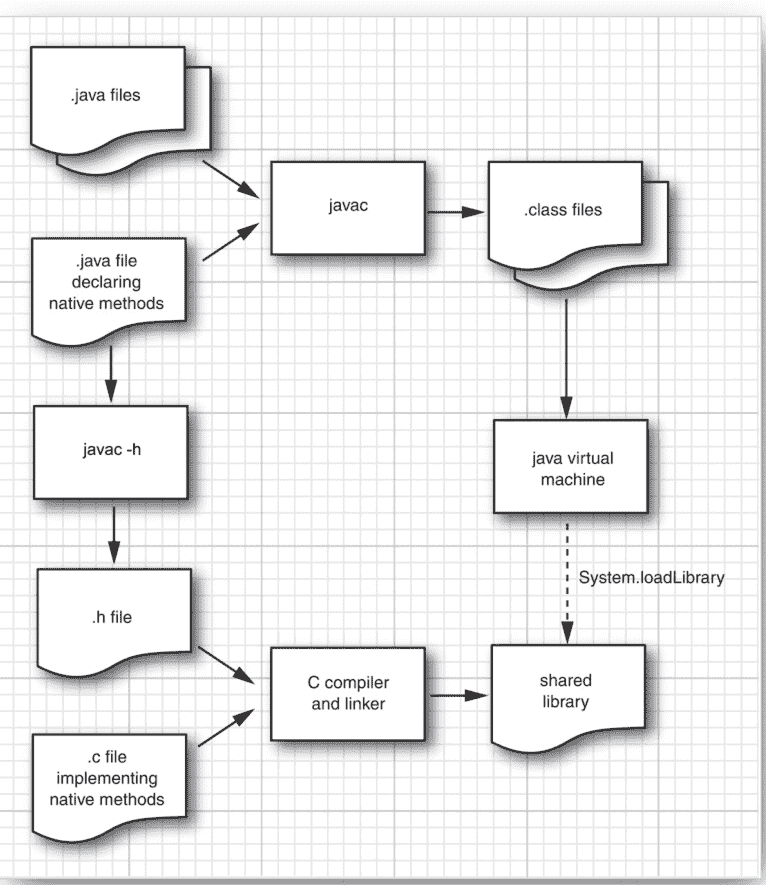 .java files
javac
.class files
.java file
declaring
native methods
javac -h
java virtual
machine
System.loadLibrary
.h file
C compiler
and linker
shared
library
.c file
implementing
native methods